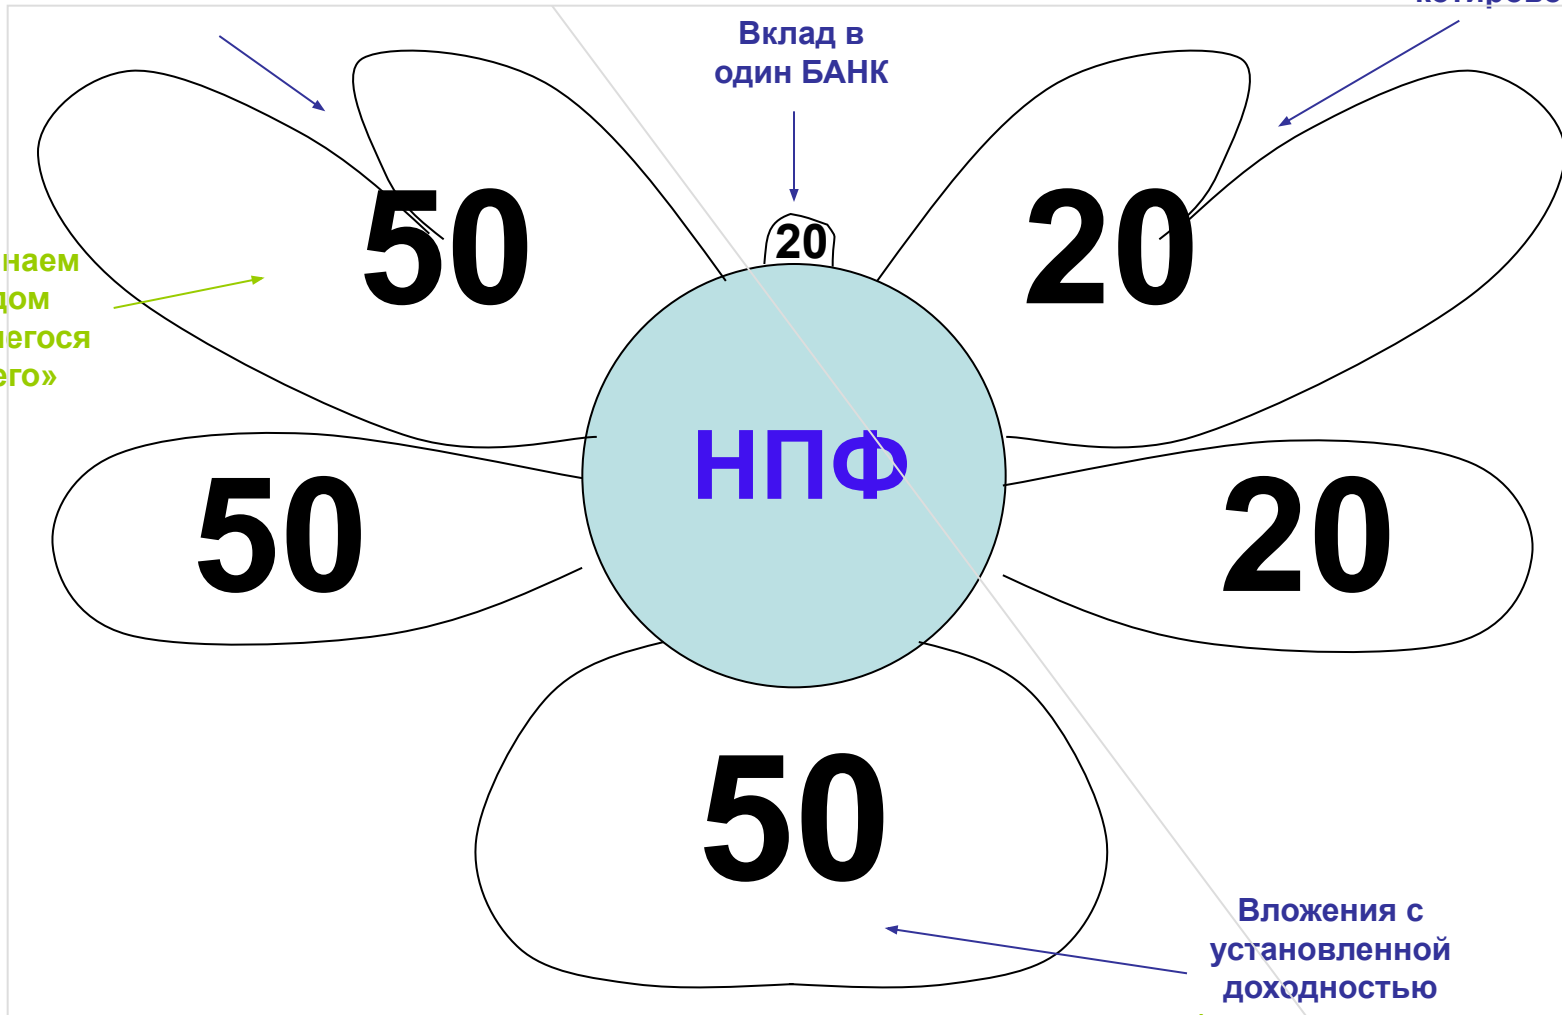 Вклад в
один БАНК
50
20
20
НПФ
50
20
50
Вложения с
установленной
доходностью